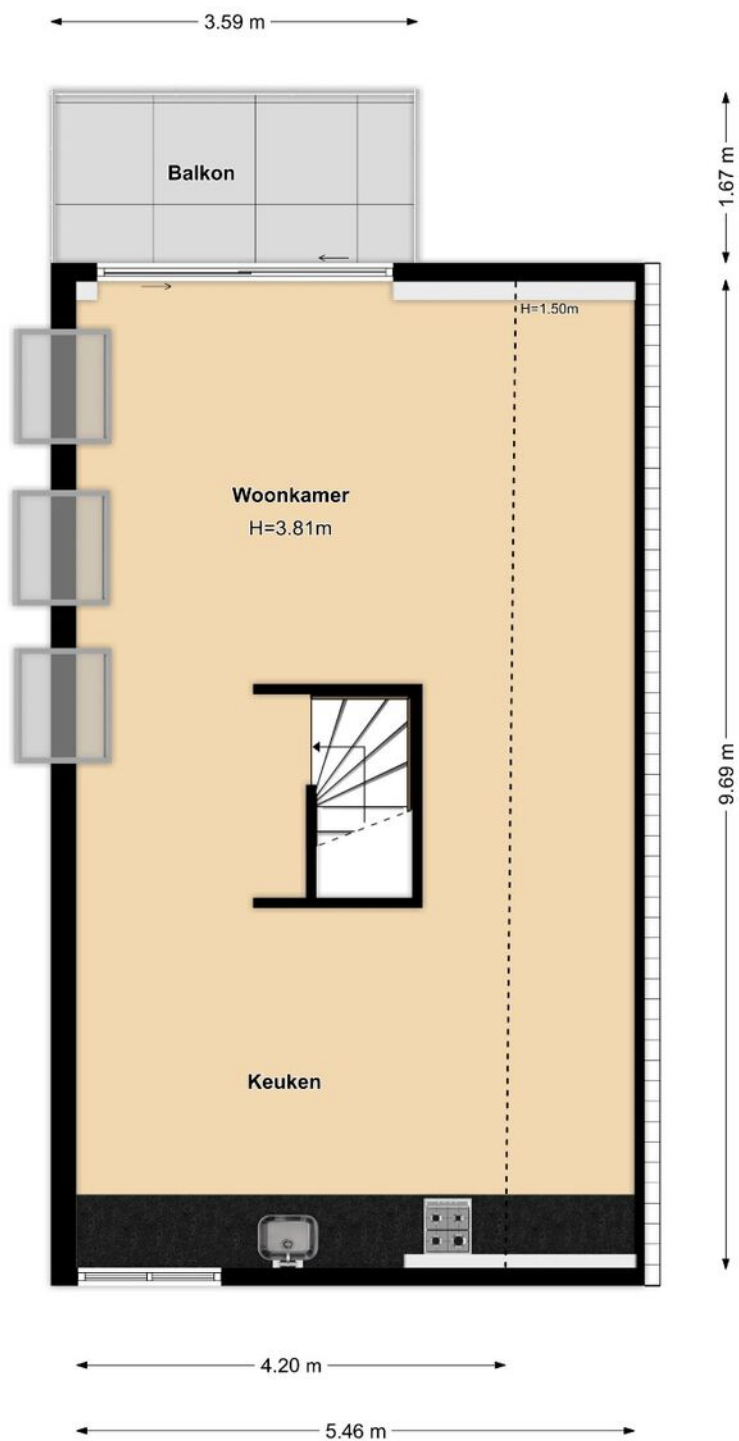 3.59 m
1.67 m
Balkon
H=1.50m
Woonkamer
H=3.81m
9.69 m
Keuken
4.20 m
5.46 m